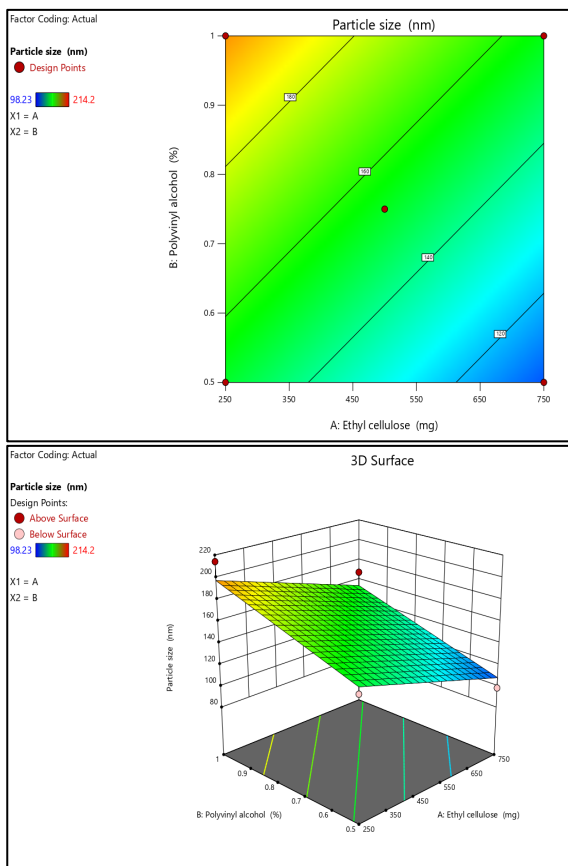 Factor Coding: Actual
Particle size (nm)
Particle size (nm)
Design Points
98.23 214.2
X1 = A
X2 = B
B: Polyvinyl alcohol (%)
1
0.9
0.8
0.7
0.6
0.5
180
160
140
120
250 350 450 550 650 750
A: Ethyl cellulose (mg)
Factor Coding: Actual
3D Surface
Particle size (nm)
Design Points:
Above Surface
Below Surface
98.23 214.2
X1 = A
X2 = B
Particle size (nm)
220
200
180
160
140
120
100
80
1
0.9
0.8
0.7
0.6
0.5
250
350
450
550
650
750
B: Polyvinyl alcohol (%)
A: Ethyl cellulose (mg)